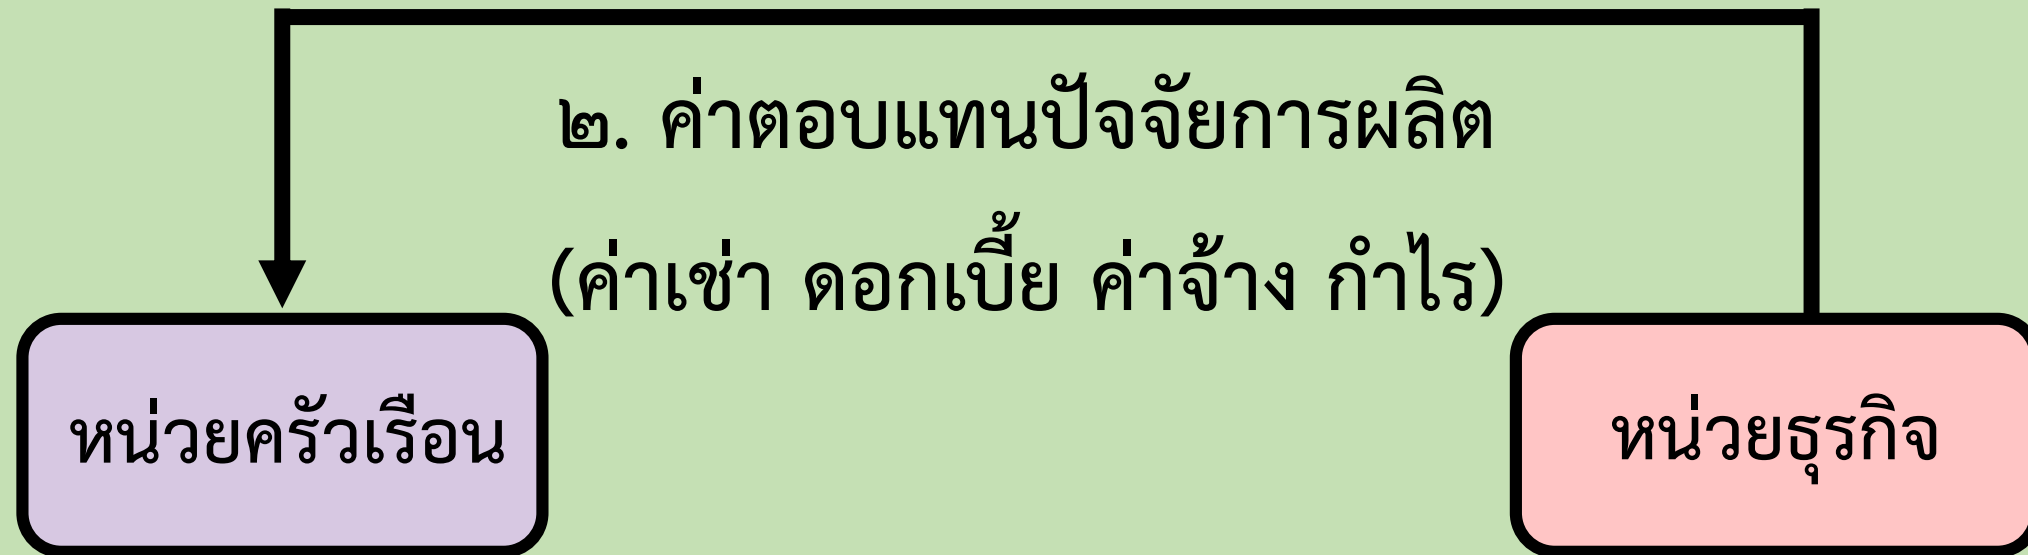 ๒. ค่าตอบแทนปัจจัยการผลิต
(ค่าเช่า ดอกเบี้ย ค่าจ้าง กำไร)
หน่วยครัวเรือน
หน่วยธุรกิจ